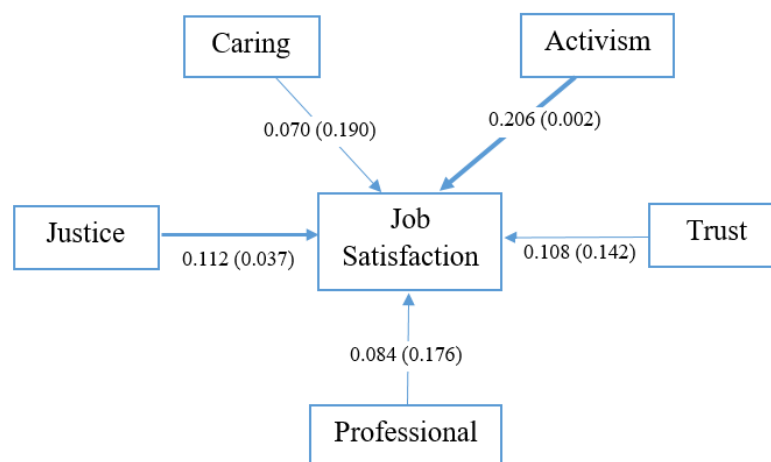 Caring
Activism
0.070 (0.190)
0.206 (0.002)
Justice
Job
Satisfaction
Trust
0.112 (0.037)
0.108 (0.142)
0.084 (0.176)
Professional